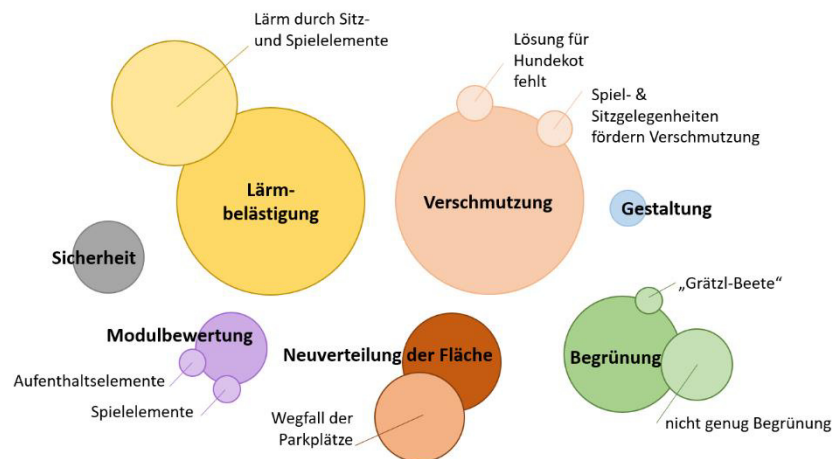 Lärm durch Sitz-
und Spielelemente
Lösung für
Hundekot
fehlt
Spiel- &
Sitzgelegenheiten
fördern Verschmutzung
Lärm-
belästigung
Verschmutzung
Gestaltung
Sicherheit
„Grätzl-Beete“
Modulbewertung
Neuverteilung der Fläche
Begrünung
Aufenthaltselemente
Spielelemente
Wegfall der
Parkplätze
nicht genug Begrünung